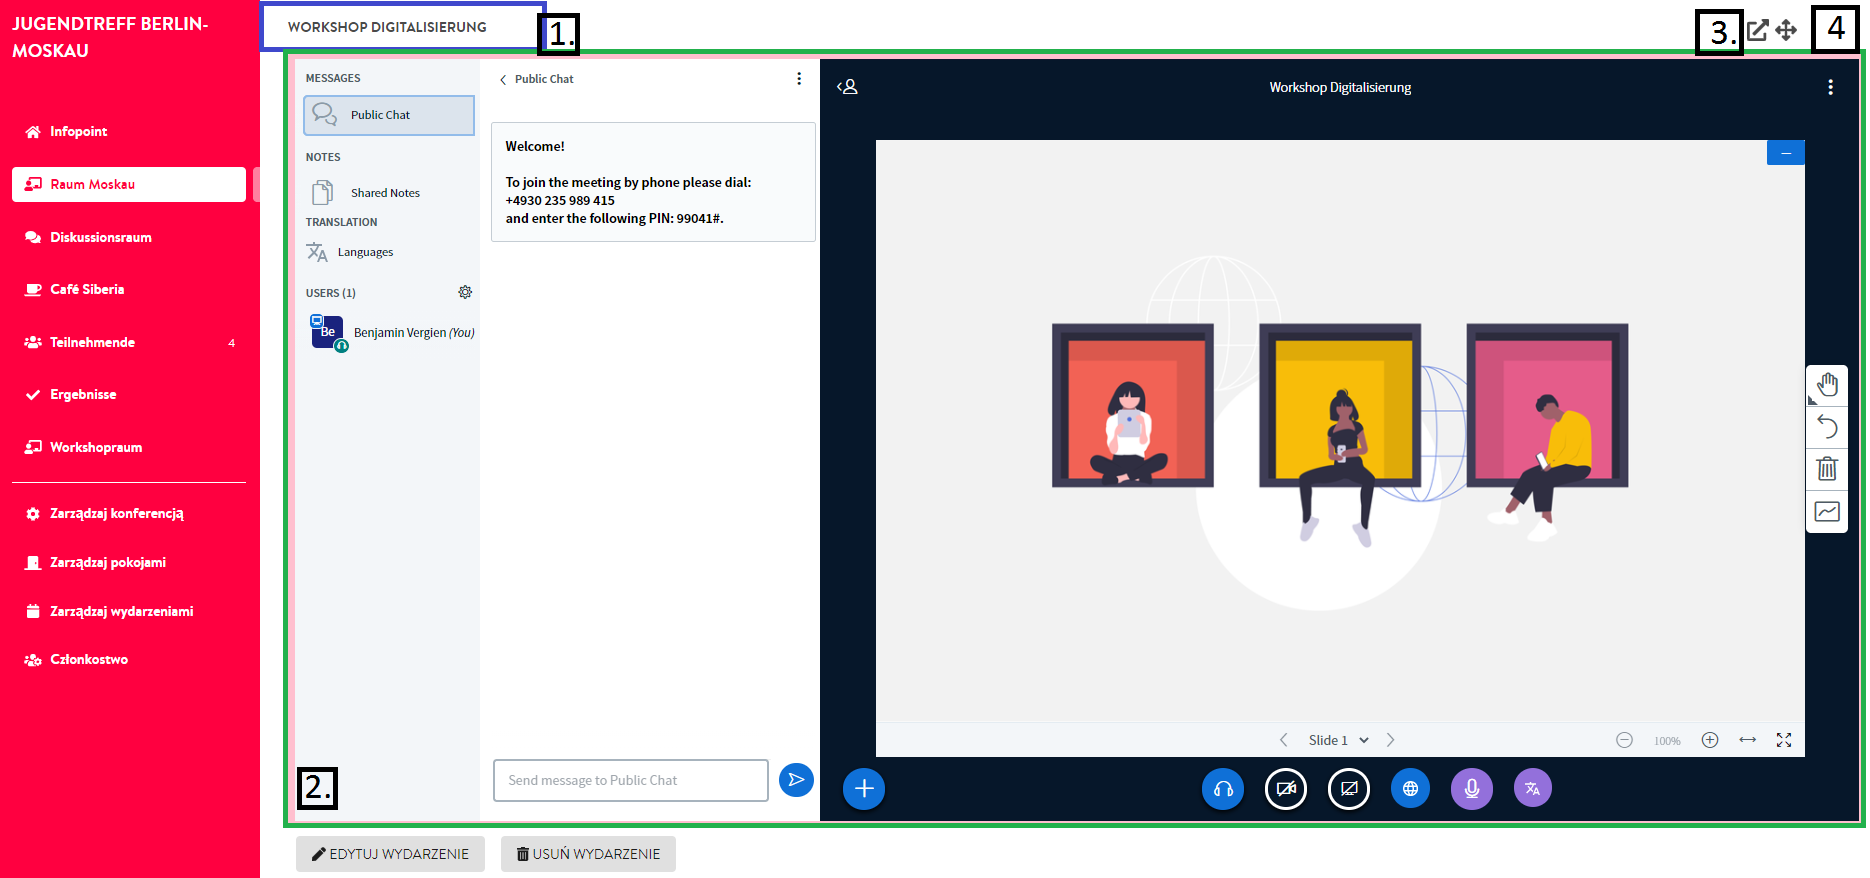 JUGENDTREFF BERLIN-
MOSKAU
Infopoint
Raum Moskau
Diskussionsraum
Café Siberia
Teilnehmende 4
Ergebnisse
Workshopraum
Zarządzaj konferencją
Zarządzaj pokojami
Zarządzaj wydarzeniami
Członkostwo
WORKSHOP DIGITALISIERUNG
1.
3.
4
MESSAGES
Public Chat
NOTES
Shared Notes
TRANSLATION
Languages
USERS (1)
Be
Benjamin Vergien (You)
2.
Public Chat
Welcome!
To join the meeting by phone please dial:
+4930 235 989 415
and enter the following PIN: 99041#.
Send message to Public Chat
Workshop Digitalisierung
Slide 1
100%
EDYTUJ WYDARZENIE
USUŃ WYDARZENIE